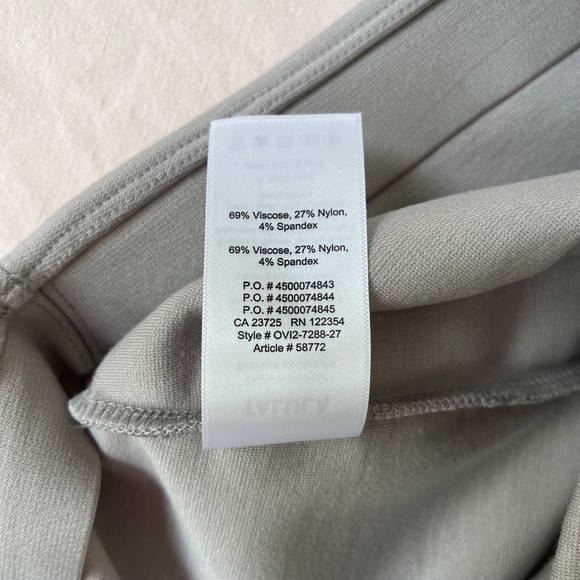 69% Viscose, 27% Nylon,
4% Spandex
69% Viscose, 27% Nylon,
4% Spandex
P.O. # 4500074843
P.O. # 4500074844
P.O. # 4500074845
CA 23725 RN 122354
Style # OVI2-7288-27
Article # 58772
TALULA